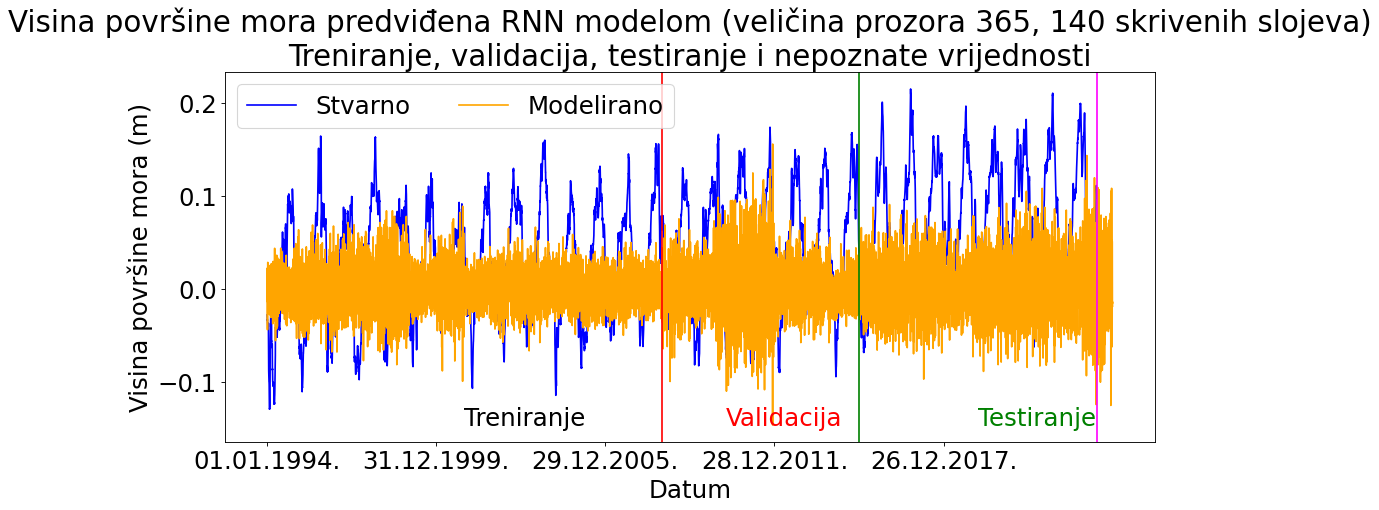 Visina površine mora predviđena RNN modelom (veličina prozora 365, 140 skrivenih slojeva)
Treniranje, validacija, testiranje i nepoznate vrijednosti
Stvarno Modelirano
Visina površine mora (m)
0.2
0.1
0.0
−0.1
Treniranje Validacija Testiranje
01.01.1994. 31.12.1999. 29.12.2005. 28.12.2011. 26.12.2017.
Datum